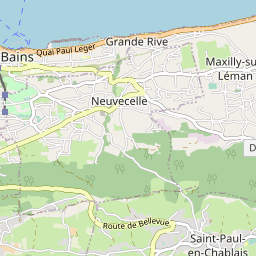 Grande Rive
Quai Paul Leger
Bains
Maxilly-su
Léman
Neuvecelle
D
Route de Bellevue
Saint-Paul-
en-Chablais